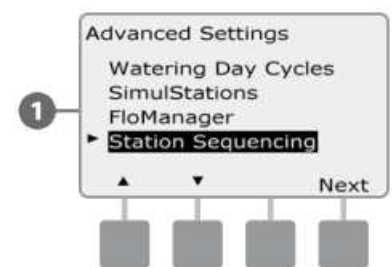 Advanced Settings
Watering Day Cycles
SimulStations
FloManager
Station Sequencing
Next
1